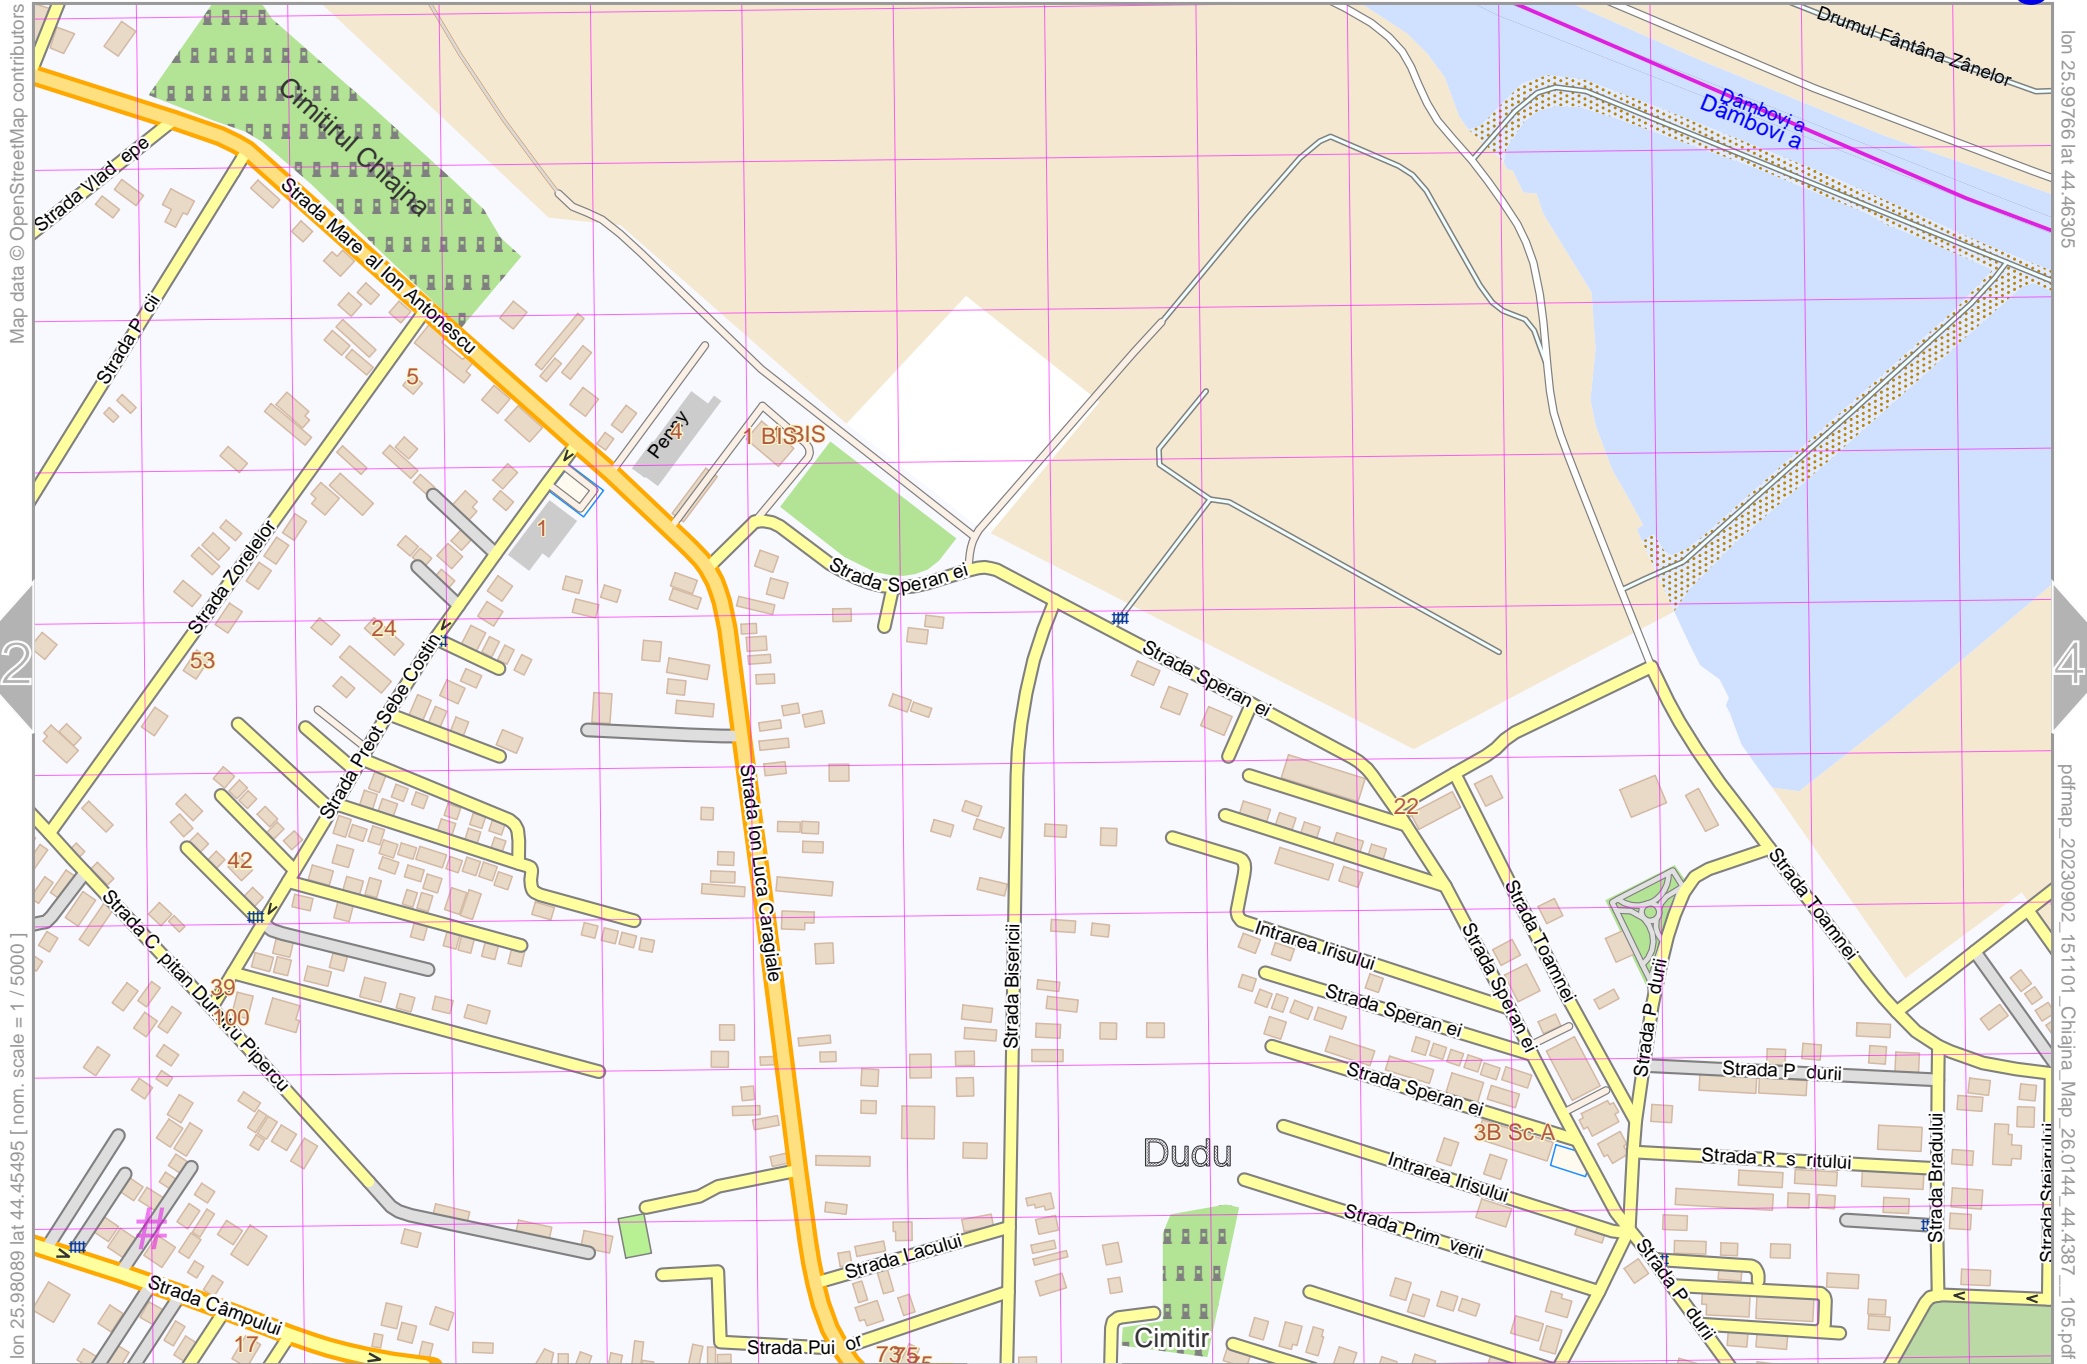 Map data © OpenStreetMap contributors
lon 25.98089 lat 44.45495 [ nom. scale = 1 / 5000 ]
lon 25.99766 lat 44.46305
pdfmap_20230902_151101_Chiajna_Map_26.0144_44.4387__105.pdf
2
4
Drumul Fântâna Zânelor
Dâmbovi a
Dâmbovi a
Cimitirul Chiajna
Strada Vlad epe
Strada Mare al Ion Antonescu
Strada P cii
5
Penny
4
1 BIS
BIS
1
Strada Zorelelor
Strada Speran ei
24
53
Strada Preot Sebe Costin
Strada Speran ei
22
Strada Ion Luca Caragiale
42
Strada C pitan Dumitru Pipercu
39
100
Strada Bisericii
Intrarea Irisului
Strada Speran ei
Strada Speran ei
Strada Speran ei
Strada Toamnei
Strada Toamnei
Strada P durii
Strada P durii
3B Sc A
Dudu
Strada R s ritului
Intrarea Irisului
Strada Prim verii
Strada Bradului
Strada Stejarului
Strada P durii
#
Strada Câmpului
17
Strada Lacului
Strada Pui or
Cimitir
73
75